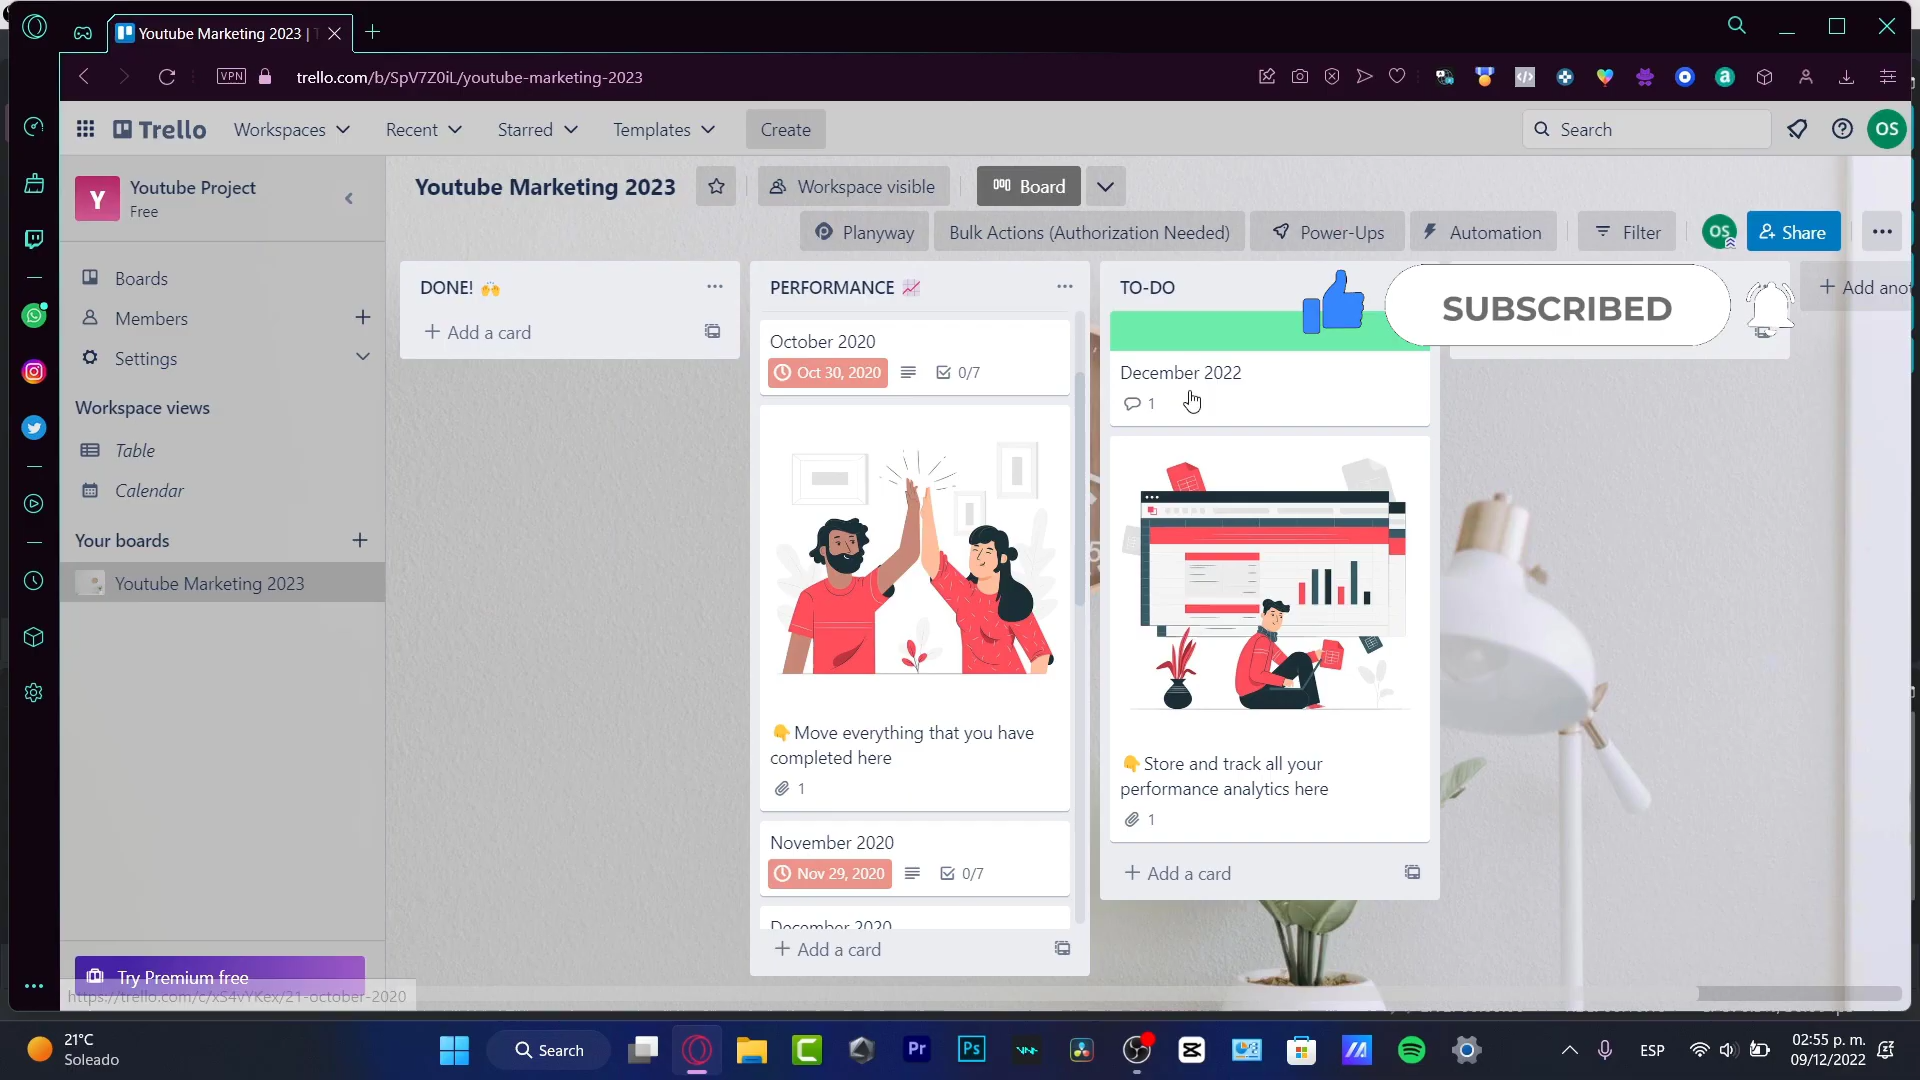 Youtube Marketing 2023 |
VPN
trello.com/b/SpV7Z0iL/youtube-marketing-2023
Trello
Workspaces
Recent
Starred
Templates
Create
Search
OS
Y
Youtube Project
Free
Youtube Marketing 2023
Workspace visible
Board
Planyway
Bulk Actions (Authorization Needed)
Power-Ups
Automation
Filter
OS
Share
Boards
Members
Settings
Workspace views
Table
Calendar
Your boards
Youtube Marketing 2023
Try Premium free
https://trello.com/c/xS4vYKex/21-october-2020
DONE! 🙌
+ Add a card
PERFORMANCE 📈
October 2020
Oct 30, 2020
0/7
👇Move everything that you have
completed here
1
November 2020
Nov 29, 2020
0/7
December 2020
+ Add a card
TO-DO
December 2022
1
👇Store and track all your
performance analytics here
1
+ Add a card
SUBSCRIBED
+ Add ano
21°C
Soleado
Search
Pr
Ps
ESP
02:55 p. m.
09/12/2022